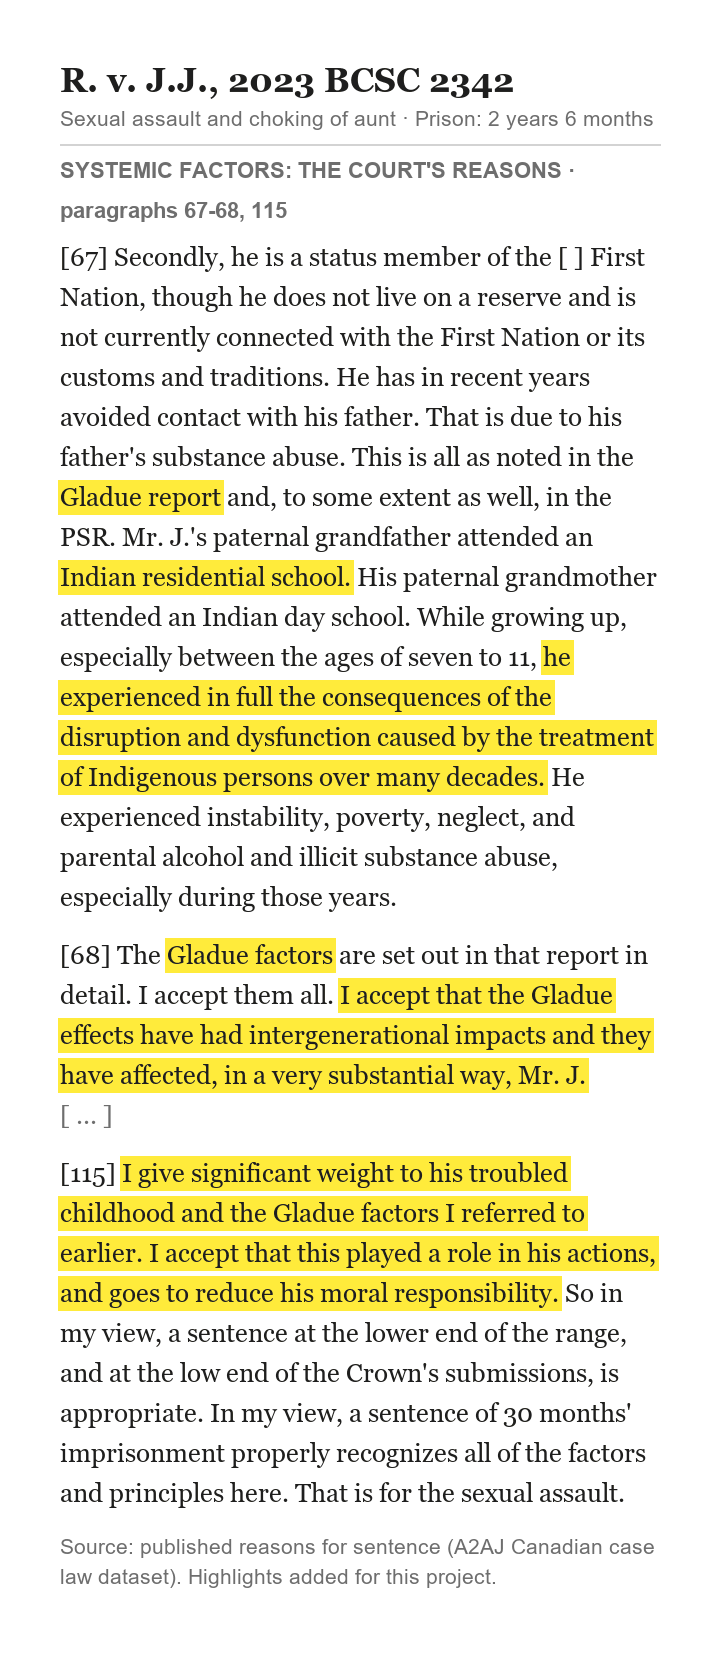 R. v. J.J., 2023 BCSC 2342
Sexual assault and choking of aunt · Prison: 2 years 6 months
SYSTEMIC FACTORS: THE COURT'S REASONS ·
paragraphs 67-68, 115
[67] Secondly, he is a status member of the [ ] First
Nation, though he does not live on a reserve and is
not currently connected with the First Nation or its
customs and traditions. He has in recent years
avoided contact with his father. That is due to his
father's substance abuse. This is all as noted in the
Gladue report and, to some extent as well, in the
PSR. Mr. J.'s paternal grandfather attended an
Indian residential school. His paternal grandmother
attended an Indian day school. While growing up,
especially between the ages of seven to 11, he
experienced in full the consequences of the
disruption and dysfunction caused by the treatment
of Indigenous persons over many decades. He
experienced instability, poverty, neglect, and
parental alcohol and illicit substance abuse,
especially during those years.
[68] The Gladue factors are set out in that report in
detail. I accept them all. I accept that the Gladue
effects have had intergenerational impacts and they
have affected, in a very substantial way, Mr. J.
[ ... ]
[115] I give significant weight to his troubled
childhood and the Gladue factors I referred to
earlier. I accept that this played a role in his actions,
and goes to reduce his moral responsibility. So in
my view, a sentence at the lower end of the range,
and at the low end of the Crown's submissions, is
appropriate. In my view, a sentence of 30 months'
imprisonment properly recognizes all of the factors
and principles here. That is for the sexual assault.
Source: published reasons for sentence (A2AJ Canadian case
law dataset). Highlights added for this project.